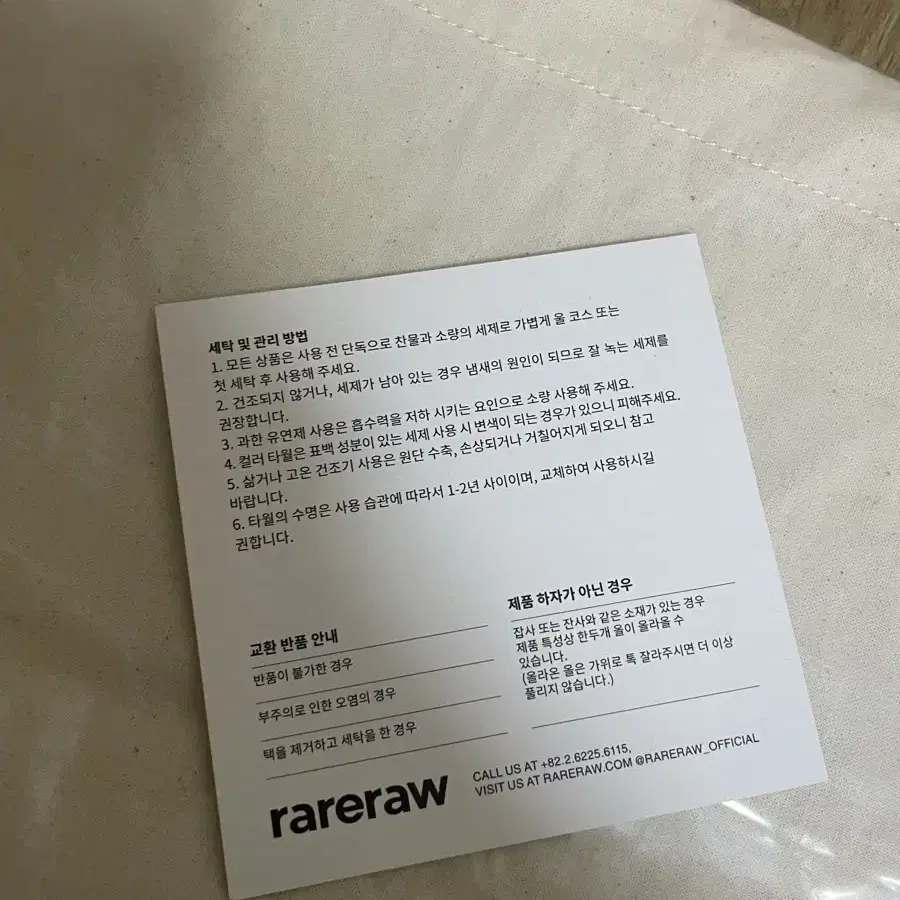 세탁 및 관리 방법
1. 모든 상품은 사용 전 단독으로 찬물과 소량의 세제로 가볍게 울 코스 또는
첫 세탁 후 사용해 주세요.
2. 건조되지 않거나, 세제가 남아 있는 경우 냄새의 원인이 되므로 잘 녹는 세제를
권장합니다.
3. 과한 유연제 사용은 흡수력을 저하 시키는 요인으로 소량 사용해 주세요.
4. 컬러 타월은 표백 성분이 있는 세제 사용 시 변색이 되는 경우가 있으니 피해주세요.
5. 삶거나 고온 건조기 사용은 원단 수축, 손상되거나 거칠어지게 되오니 참고
바랍니다.
6. 타월의 수명은 사용 습관에 따라서 1-2년 사이이며, 교체하여 사용하시길
권합니다.
교환 반품 안내
반품이 불가한 경우
부주의로 인한 오염의 경우
택을 제거하고 세탁을 한 경우
제품 하자가 아닌 경우
잡사 또는 잔사와 같은 소재가 있는 경우
제품 특성상 한두개 올이 올라올 수
있습니다.
(올라온 올은 가위로 톡 잘라주시면 더 이상
풀리지 않습니다.)
rareraw
CALL US AT +82.2.6225.6115,
VISIT US AT RARERAW.COM @RARERAW_OFFICIAL